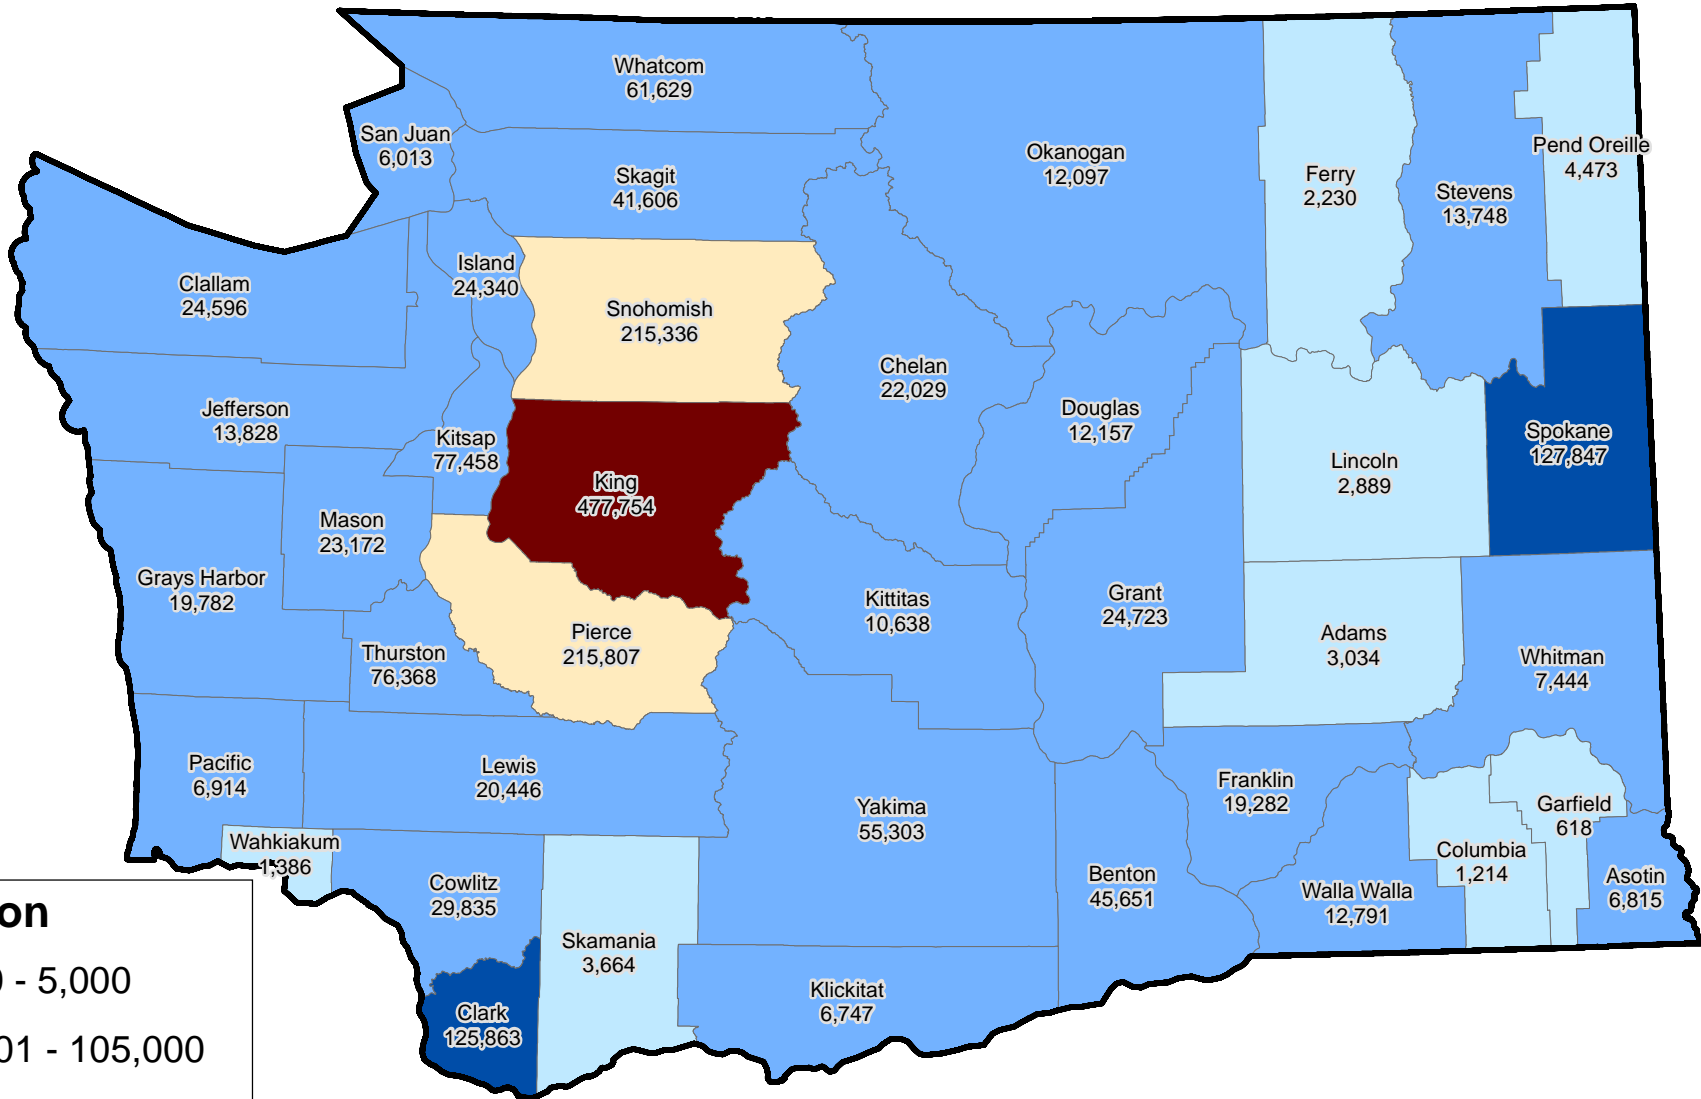 Whatcom
61,629
San Juan
6,013
Skagit
41,606
Okanogan
12,097
Ferry
2,230
Stevens
13,748
Pend Oreille
4,473
Clallam
24,596
Island
24,340
Snohomish
215,336
Chelan
22,029
Jefferson
13,828
Kitsap
77,458
Douglas
12,157
Spokane
127,847
King
477,754
Lincoln
2,889
Mason
23,172
Grays Harbor
19,782
Kittitas
10,638
Grant
24,723
Adams
3,034
Pierce
215,807
Thurston
76,368
Whitman
7,444
Pacific
6,914
Lewis
20,446
Yakima
55,303
Franklin
19,282
Garfield
618
Wahkiakum
1,386
Columbia
1,214
Cowlitz
29,835
Benton
45,651
Walla Walla
12,791
Asotin
6,815
Skamania
3,664
Klickitat
6,747
Clark
125,863
on
- 5,000
01 - 105,000